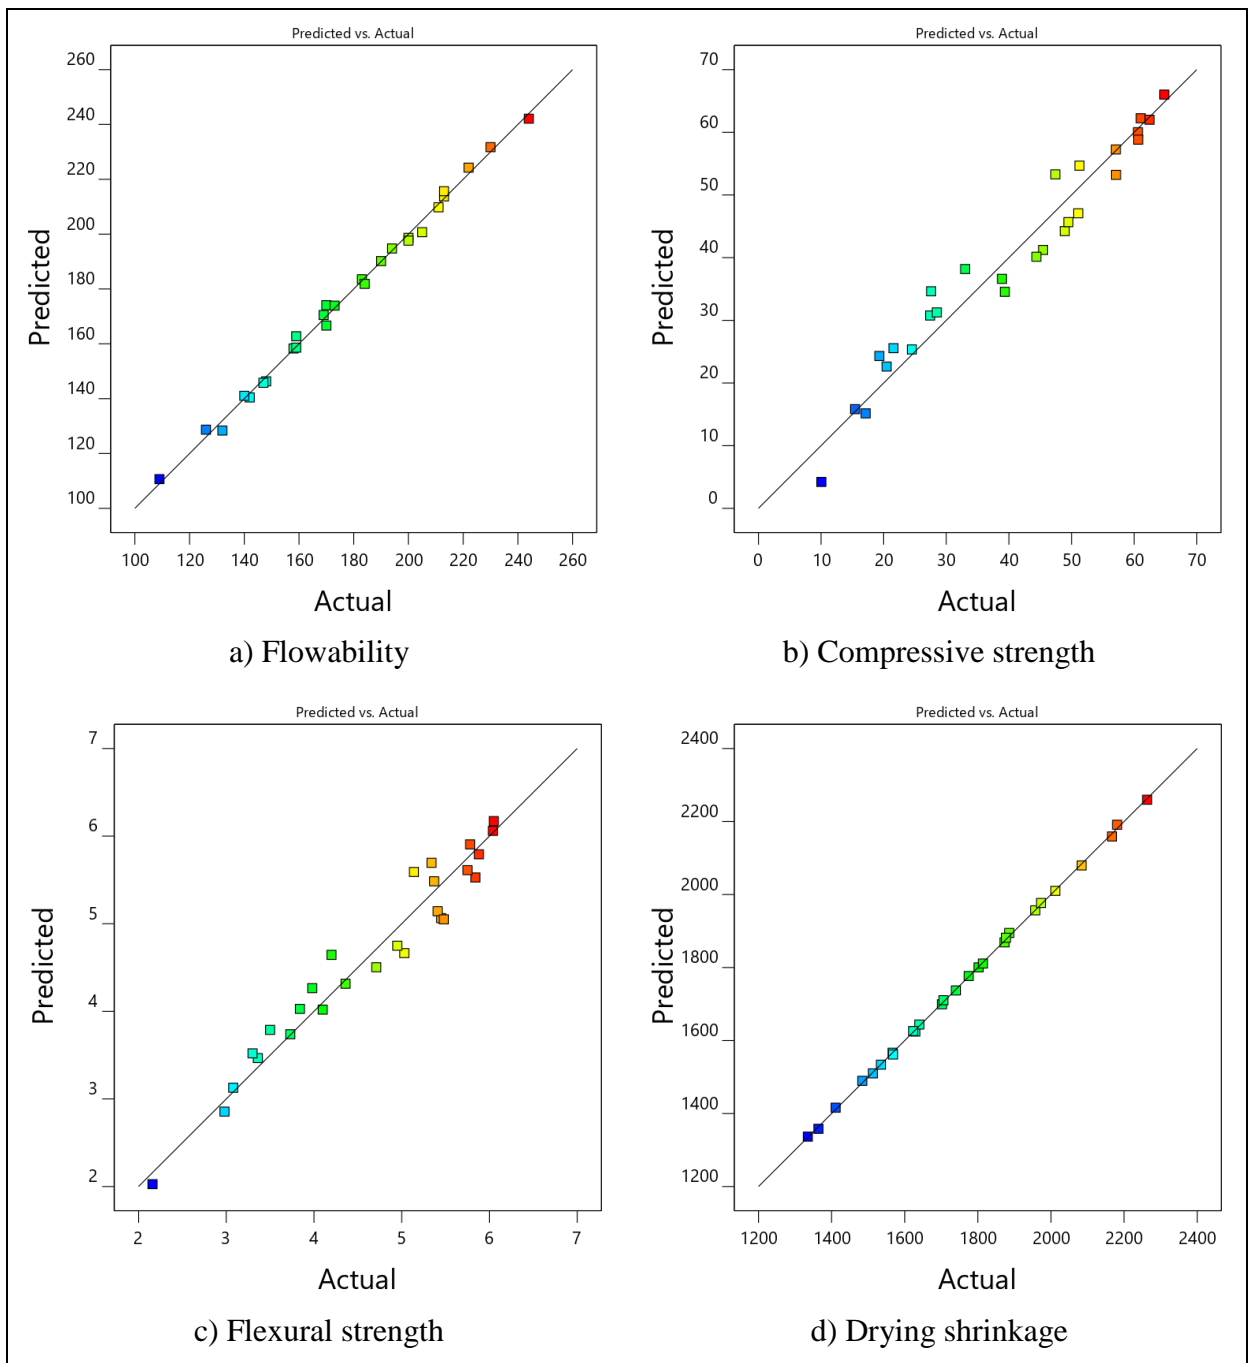 Predicted vs. Actual
260
240
220
200
180
160
140
120
100
Predicted
100 120 140 160 180 200 220 240 260
Actual
a) Flowability
Predicted vs. Actual
70
60
50
40
30
20
10
0
Predicted
0 10 20 30 40 50 60 70
Actual
b) Compressive strength
Predicted vs. Actual
7
6
5
4
3
2
Predicted
2 3 4 5 6 7
Actual
c) Flexural strength
Predicted vs. Actual
2400
2200
2000
1800
1600
1400
1200
Predicted
1200 1400 1600 1800 2000 2200 2400
Actual
d) Drying shrinkage